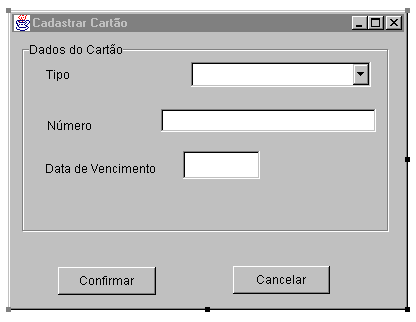 Cadastrar Cartão
Dados do Cartão
Tipo
Número
Data de Vencimento
Confirmar
Cancelar